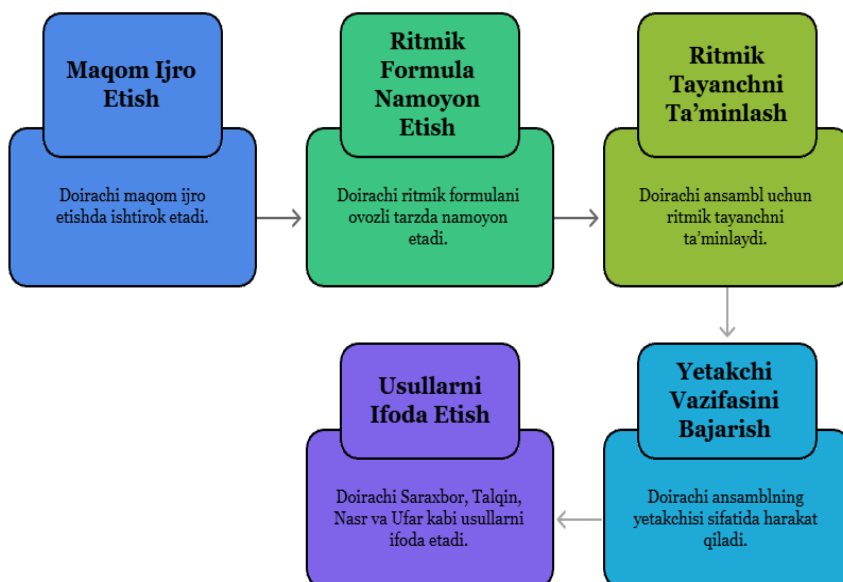 Maqom Ijro
Etish
Doirachi maqom ijro
etishda ishtirok etadi.
Ritmik
Formula
Namoyon
Etish
Doirachi ritmik formulani
ovozli tarzda namoyon
etadi.
Ritmik
Tayanchni
Ta’minlash
Doirachi ansambl uchun
ritmik tayanchni
ta’minlaydi.
Yetakchi
Vazifasini
Bajarish
Doirachi ansamblning
yetakchisi sifatida harakat
qiladi.
Usullarni
Ifoda Etish
Doirachi Saraxbor, Talqin,
Nasr va Ufar kabi usullarni
ifoda etadi.